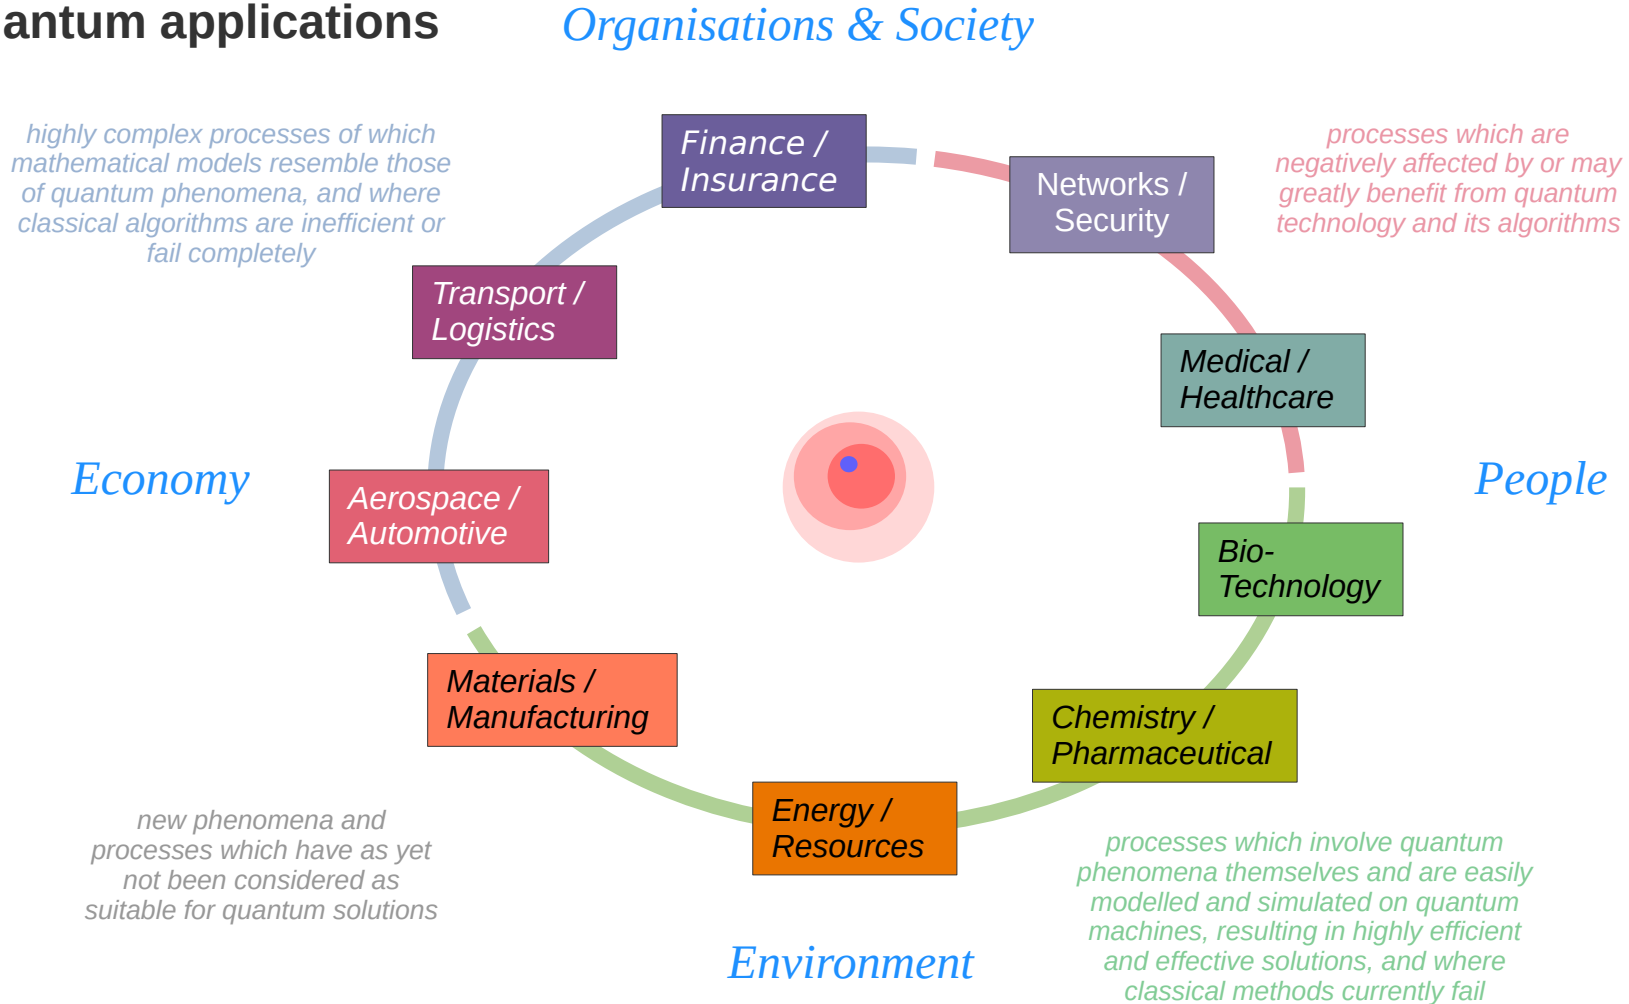 antum applications
Organisations & Society
highly complex processes of which
mathematical models resemble those
of quantum phenomena, and where
classical algorithms are inefficient or
fail completely
Finance /
Insurance
Networks /
Security
processes which are
negatively affected by or may
greatly benefit from quantum
technology and its algorithms
Transport /
Logistics
Medical /
Healthcare
Economy
Aerospace /
Automotive
People
Bio-
Technology
Materials /
Manufacturing
Chemistry /
Pharmaceutical
Energy /
Resources
new phenomena and
processes which have as yet
not been considered as
suitable for quantum solutions
processes which involve quantum
phenomena themselves and are easily
modelled and simulated on quantum
machines, resulting in highly efficient
and effective solutions, and where
classical methods currently fail
Environment